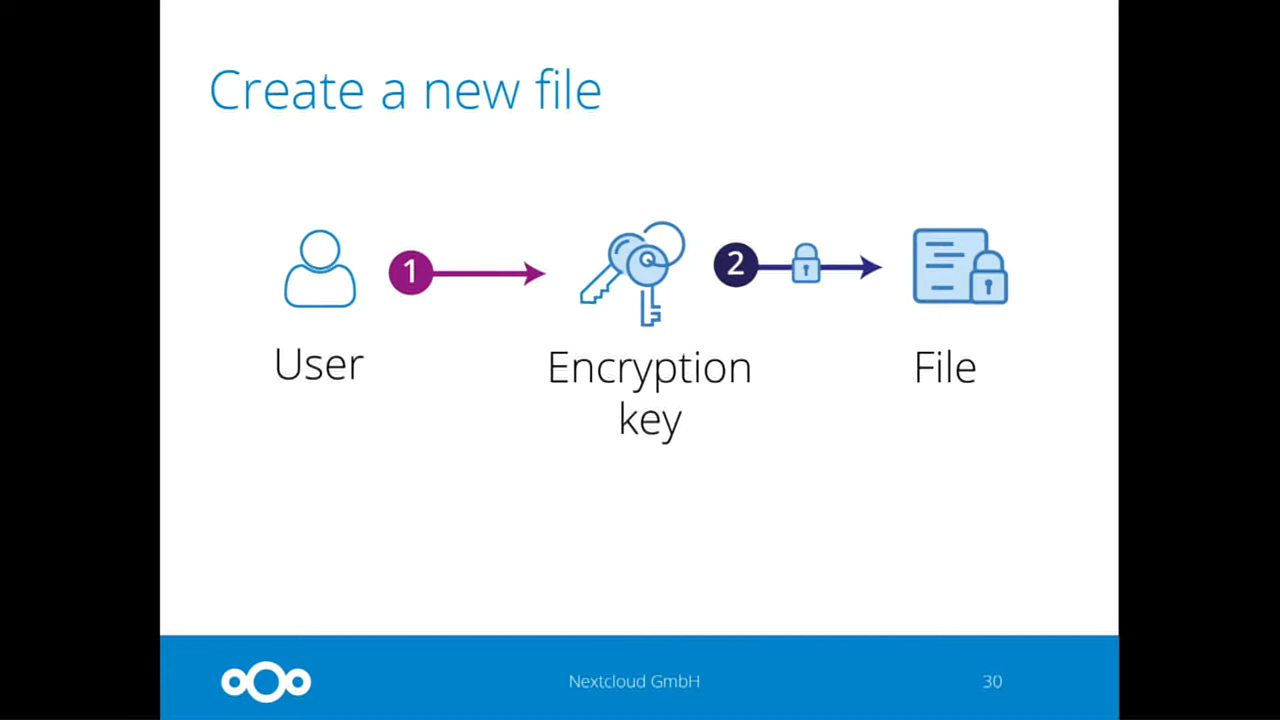 Create a new file
1
2
User
Encryption
key
File
Nextcloud GmbH
30